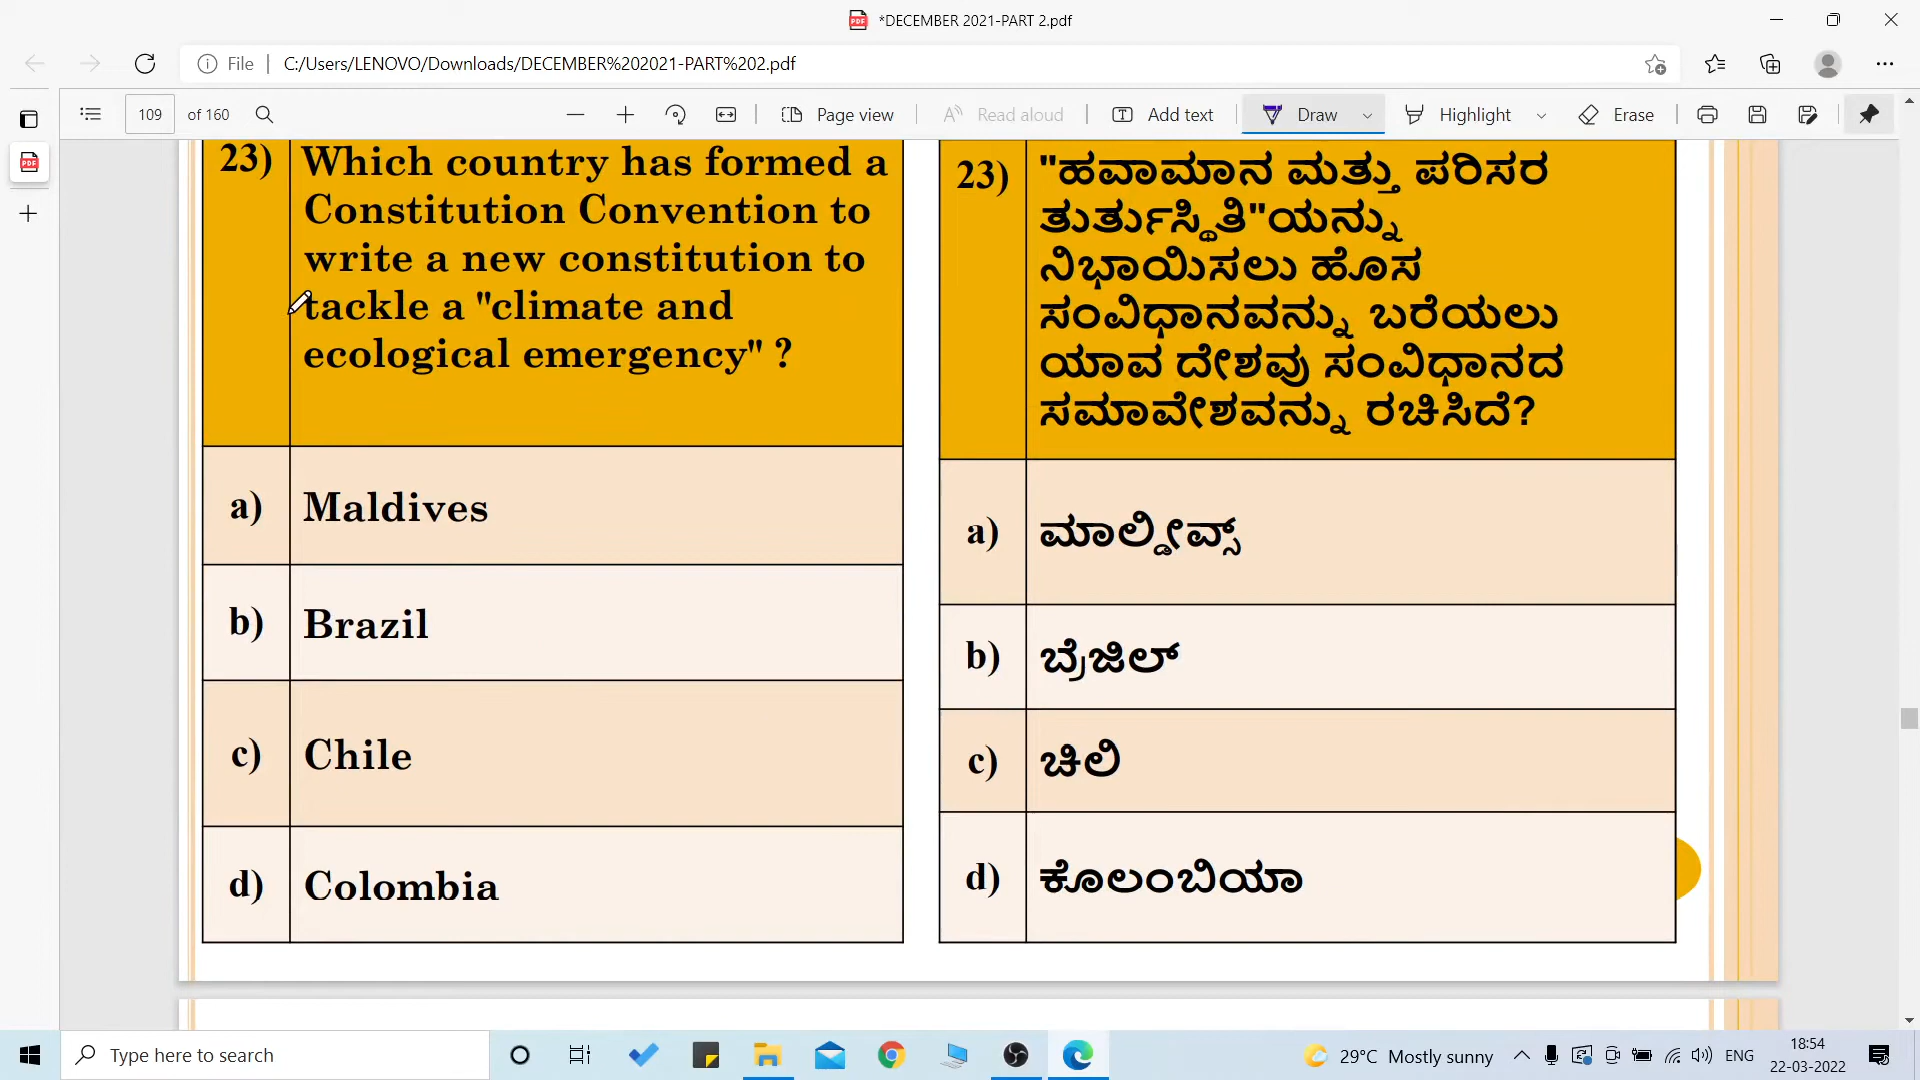 *DECEMBER 2021-PART 2.pdf
File C:/Users/LENOVO/Downloads/DECEMBER%202021-PART%202.pdf
109 of 160 Page view Read aloud Add text Draw Highlight Erase
23) Which country has formed a
Constitution Convention to
write a new constitution to
tackle a "climate and
ecological emergency" ?
a) Maldives
b) Brazil
c) Chile
d) Colombia
23) "ಹವಾಮಾನ ಮತ್ತು ಪರಿಸರ
ತುರ್ತುಸ್ಥಿತಿ"ಯನ್ನು
ನಿಭಾಯಿಸಲು ಹೊಸ
ಸಂವಿಧಾನವನ್ನು ಬರೆಯಲು
ಯಾವ ದೇಶವು ಸಂವಿಧಾನದ
ಸಮಾವೇಶವನ್ನು ರಚಿಸಿದೆ?
a) ಮಾಲ್ಡೀವ್ಸ್
b) ಬ್ರೆಜಿಲ್
c) ಚಿಲಿ
d) ಕೊಲಂಬಿಯಾ
Type here to search 29°C Mostly sunny ENG 18:54
22-03-2022